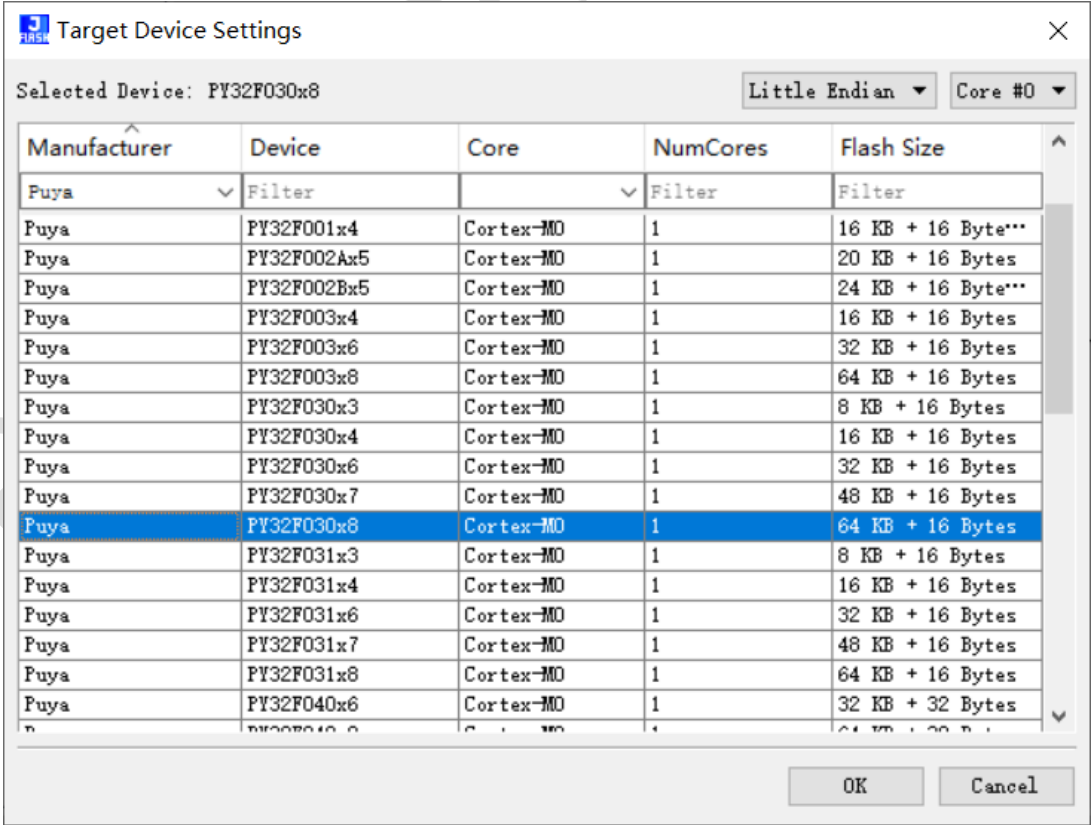 J FLASH Target Device Settings
Selected Device: PY32F030x8 Little Endian Core #0
Manufacturer Device Core NumCores Flash Size
Puya Filter Filter Filter
Puya PY32F001x4 Cortex-M0 1 16 KB + 16 Byte…
Puya PY32F002Ax5 Cortex-M0 1 20 KB + 16 Bytes
Puya PY32F002Bx5 Cortex-M0 1 24 KB + 16 Byte…
Puya PY32F003x4 Cortex-M0 1 16 KB + 16 Bytes
Puya PY32F003x6 Cortex-M0 1 32 KB + 16 Bytes
Puya PY32F003x8 Cortex-M0 1 64 KB + 16 Bytes
Puya PY32F030x3 Cortex-M0 1 8 KB + 16 Bytes
Puya PY32F030x4 Cortex-M0 1 16 KB + 16 Bytes
Puya PY32F030x6 Cortex-M0 1 32 KB + 16 Bytes
Puya PY32F030x7 Cortex-M0 1 48 KB + 16 Bytes
Puya PY32F030x8 Cortex-M0 1 64 KB + 16 Bytes
Puya PY32F031x3 Cortex-M0 1 8 KB + 16 Bytes
Puya PY32F031x4 Cortex-M0 1 16 KB + 16 Bytes
Puya PY32F031x6 Cortex-M0 1 32 KB + 16 Bytes
Puya PY32F031x7 Cortex-M0 1 48 KB + 16 Bytes
Puya PY32F031x8 Cortex-M0 1 64 KB + 16 Bytes
Puya PY32F040x6 Cortex-M0 1 32 KB + 32 Bytes
OK Cancel